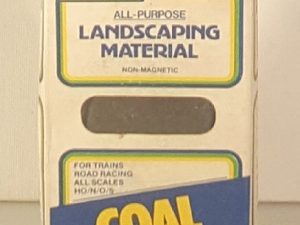 ALL-PURPOSE
LANDSCAPING
MATERIAL
NON-MAGNETIC
FOR TRAINS
ROAD RACING
ALL SCALES
HO/N/O/S
COAL